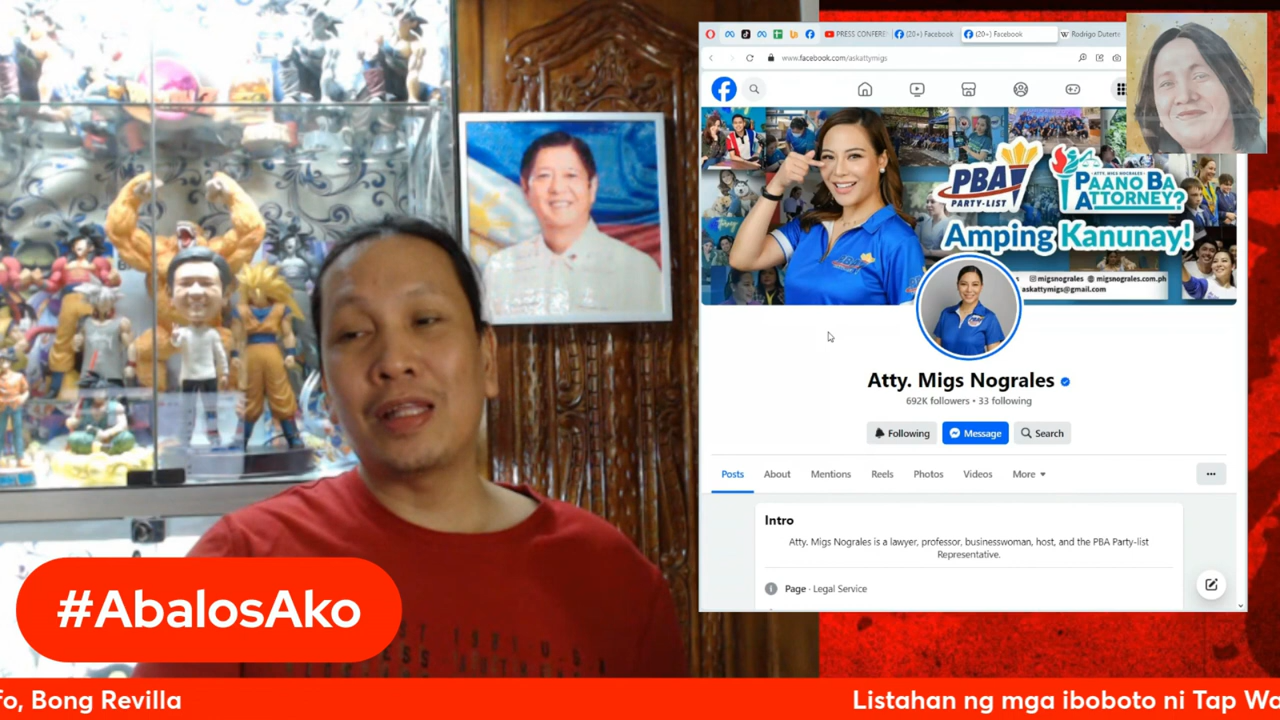 PRESS CONFERE
(20+) Facebook
(20+) Facebook
Rodrigo Duterte
www.facebook.com/askattymigs
PBA
PARTY-LIST
ATTY. MIGS NOGRALES
PAANO BA
ATTORNEY?
Amping Kanunay!
migsnograles
migsnograles.com.ph
askattymigs@gmail.com
Atty. Migs Nograles
692K followers • 33 following
Following
Message
Search
Posts
About
Mentions
Reels
Photos
Videos
More
Intro
Atty. Migs Nograles is a lawyer, professor, businesswoman, host, and the PBA Party-list
Representative.
Page · Legal Service
#AbalosAko
fo, Bong Revilla
Listahan ng mga iboboto ni Tap Wa